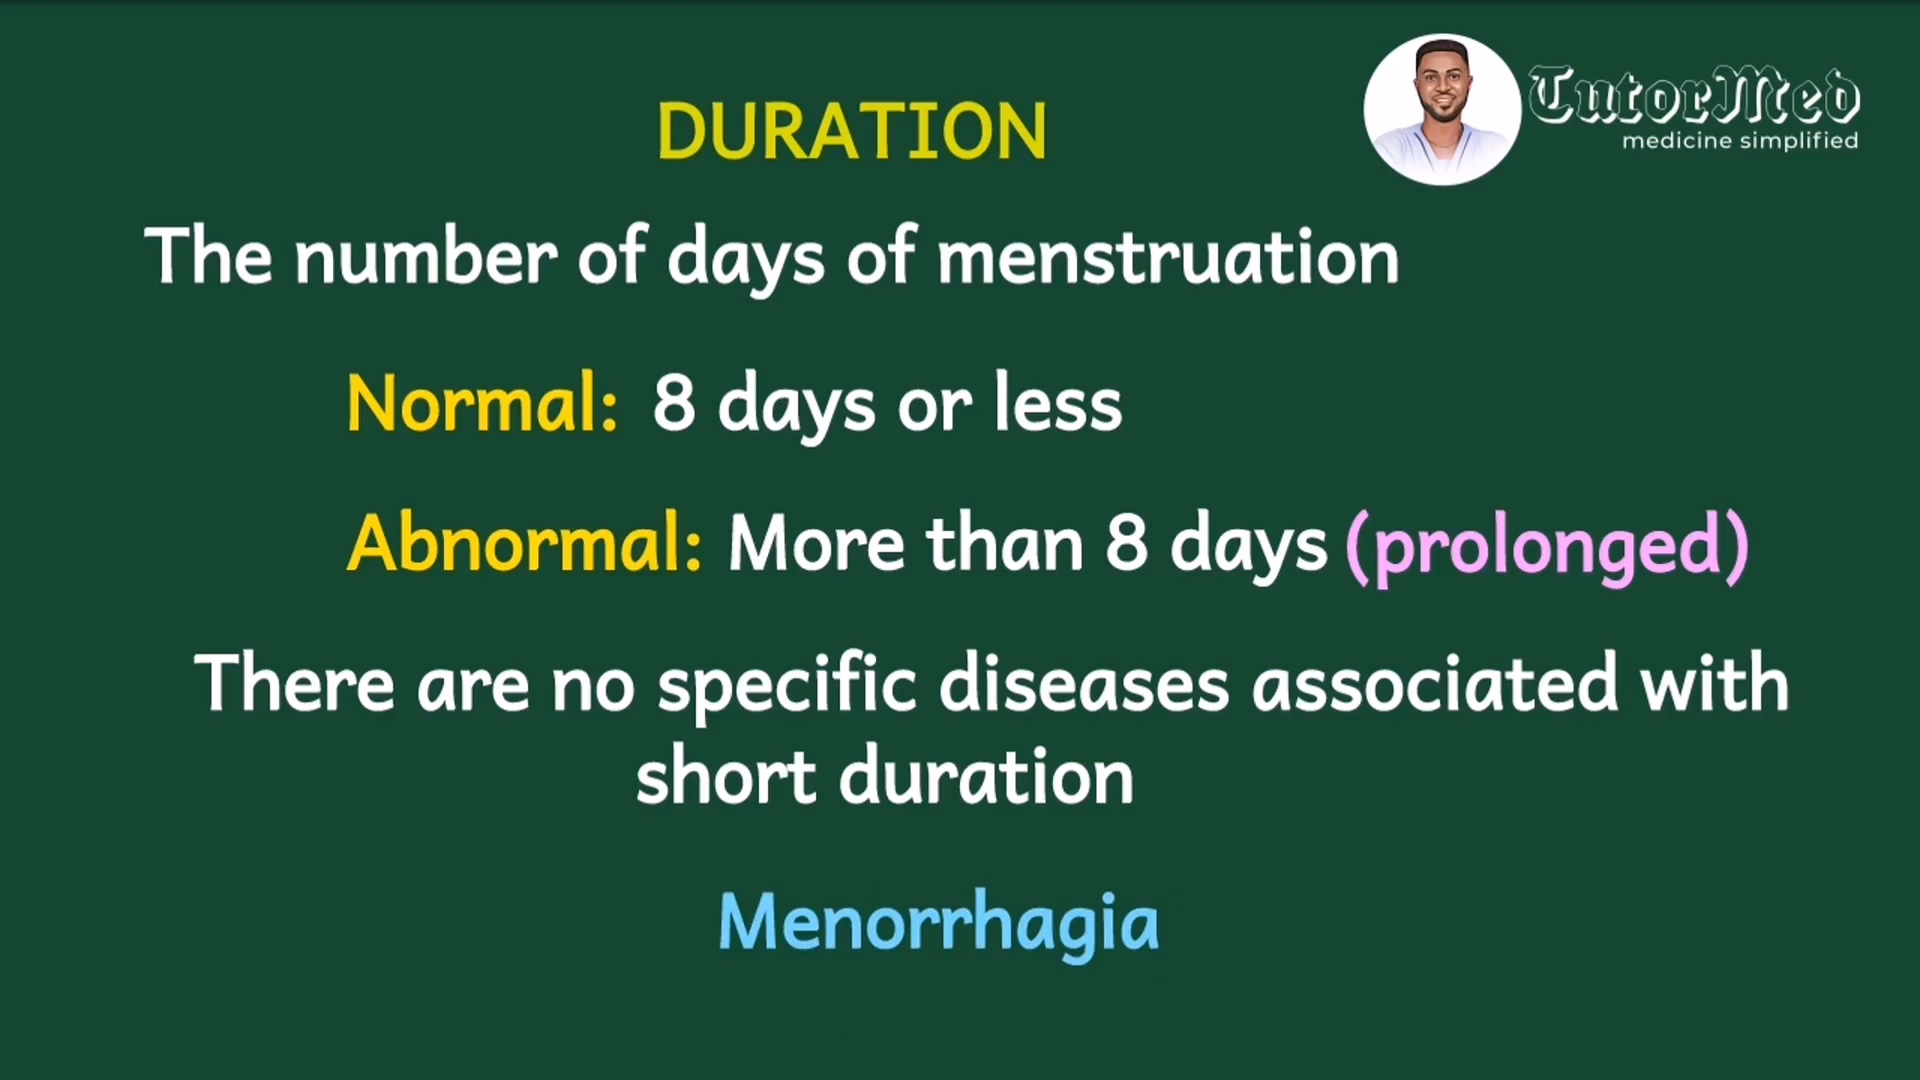 TutorMed
medicine simplified
DURATION
The number of days of menstruation
Normal: 8 days or less
Abnormal: More than 8 days (prolonged)
There are no specific diseases associated with
short duration
Menorrhagia